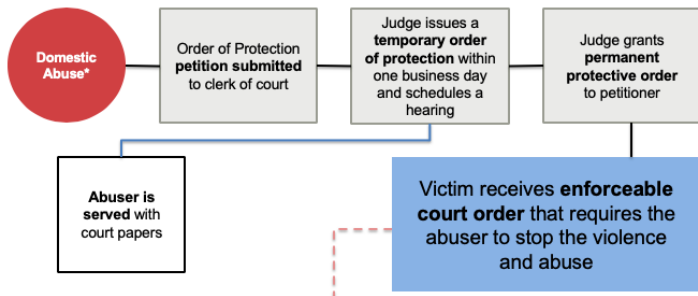 Domestic
Abuse*
Order of Protection
petition submitted
to clerk of court
Judge issues a
temporary order
of protection within
one business day
and schedules a
hearing
Judge grants
permanent
protective order
to petitioner
Abuser is
served with
court papers
Victim receives enforceable
court order that requires the
abuser to stop the violence
and abuse